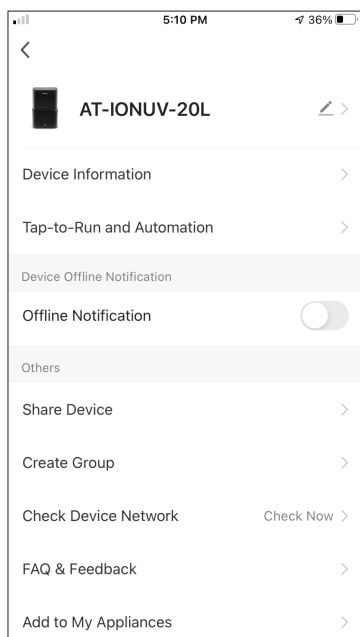 5:10 PM 36%
AT-IONUV-20L
Device Information
Tap-to-Run and Automation
Device Offline Notification
Offline Notification
Others
Share Device
Create Group
Check Device Network Check Now
FAQ & Feedback
Add to My Appliances